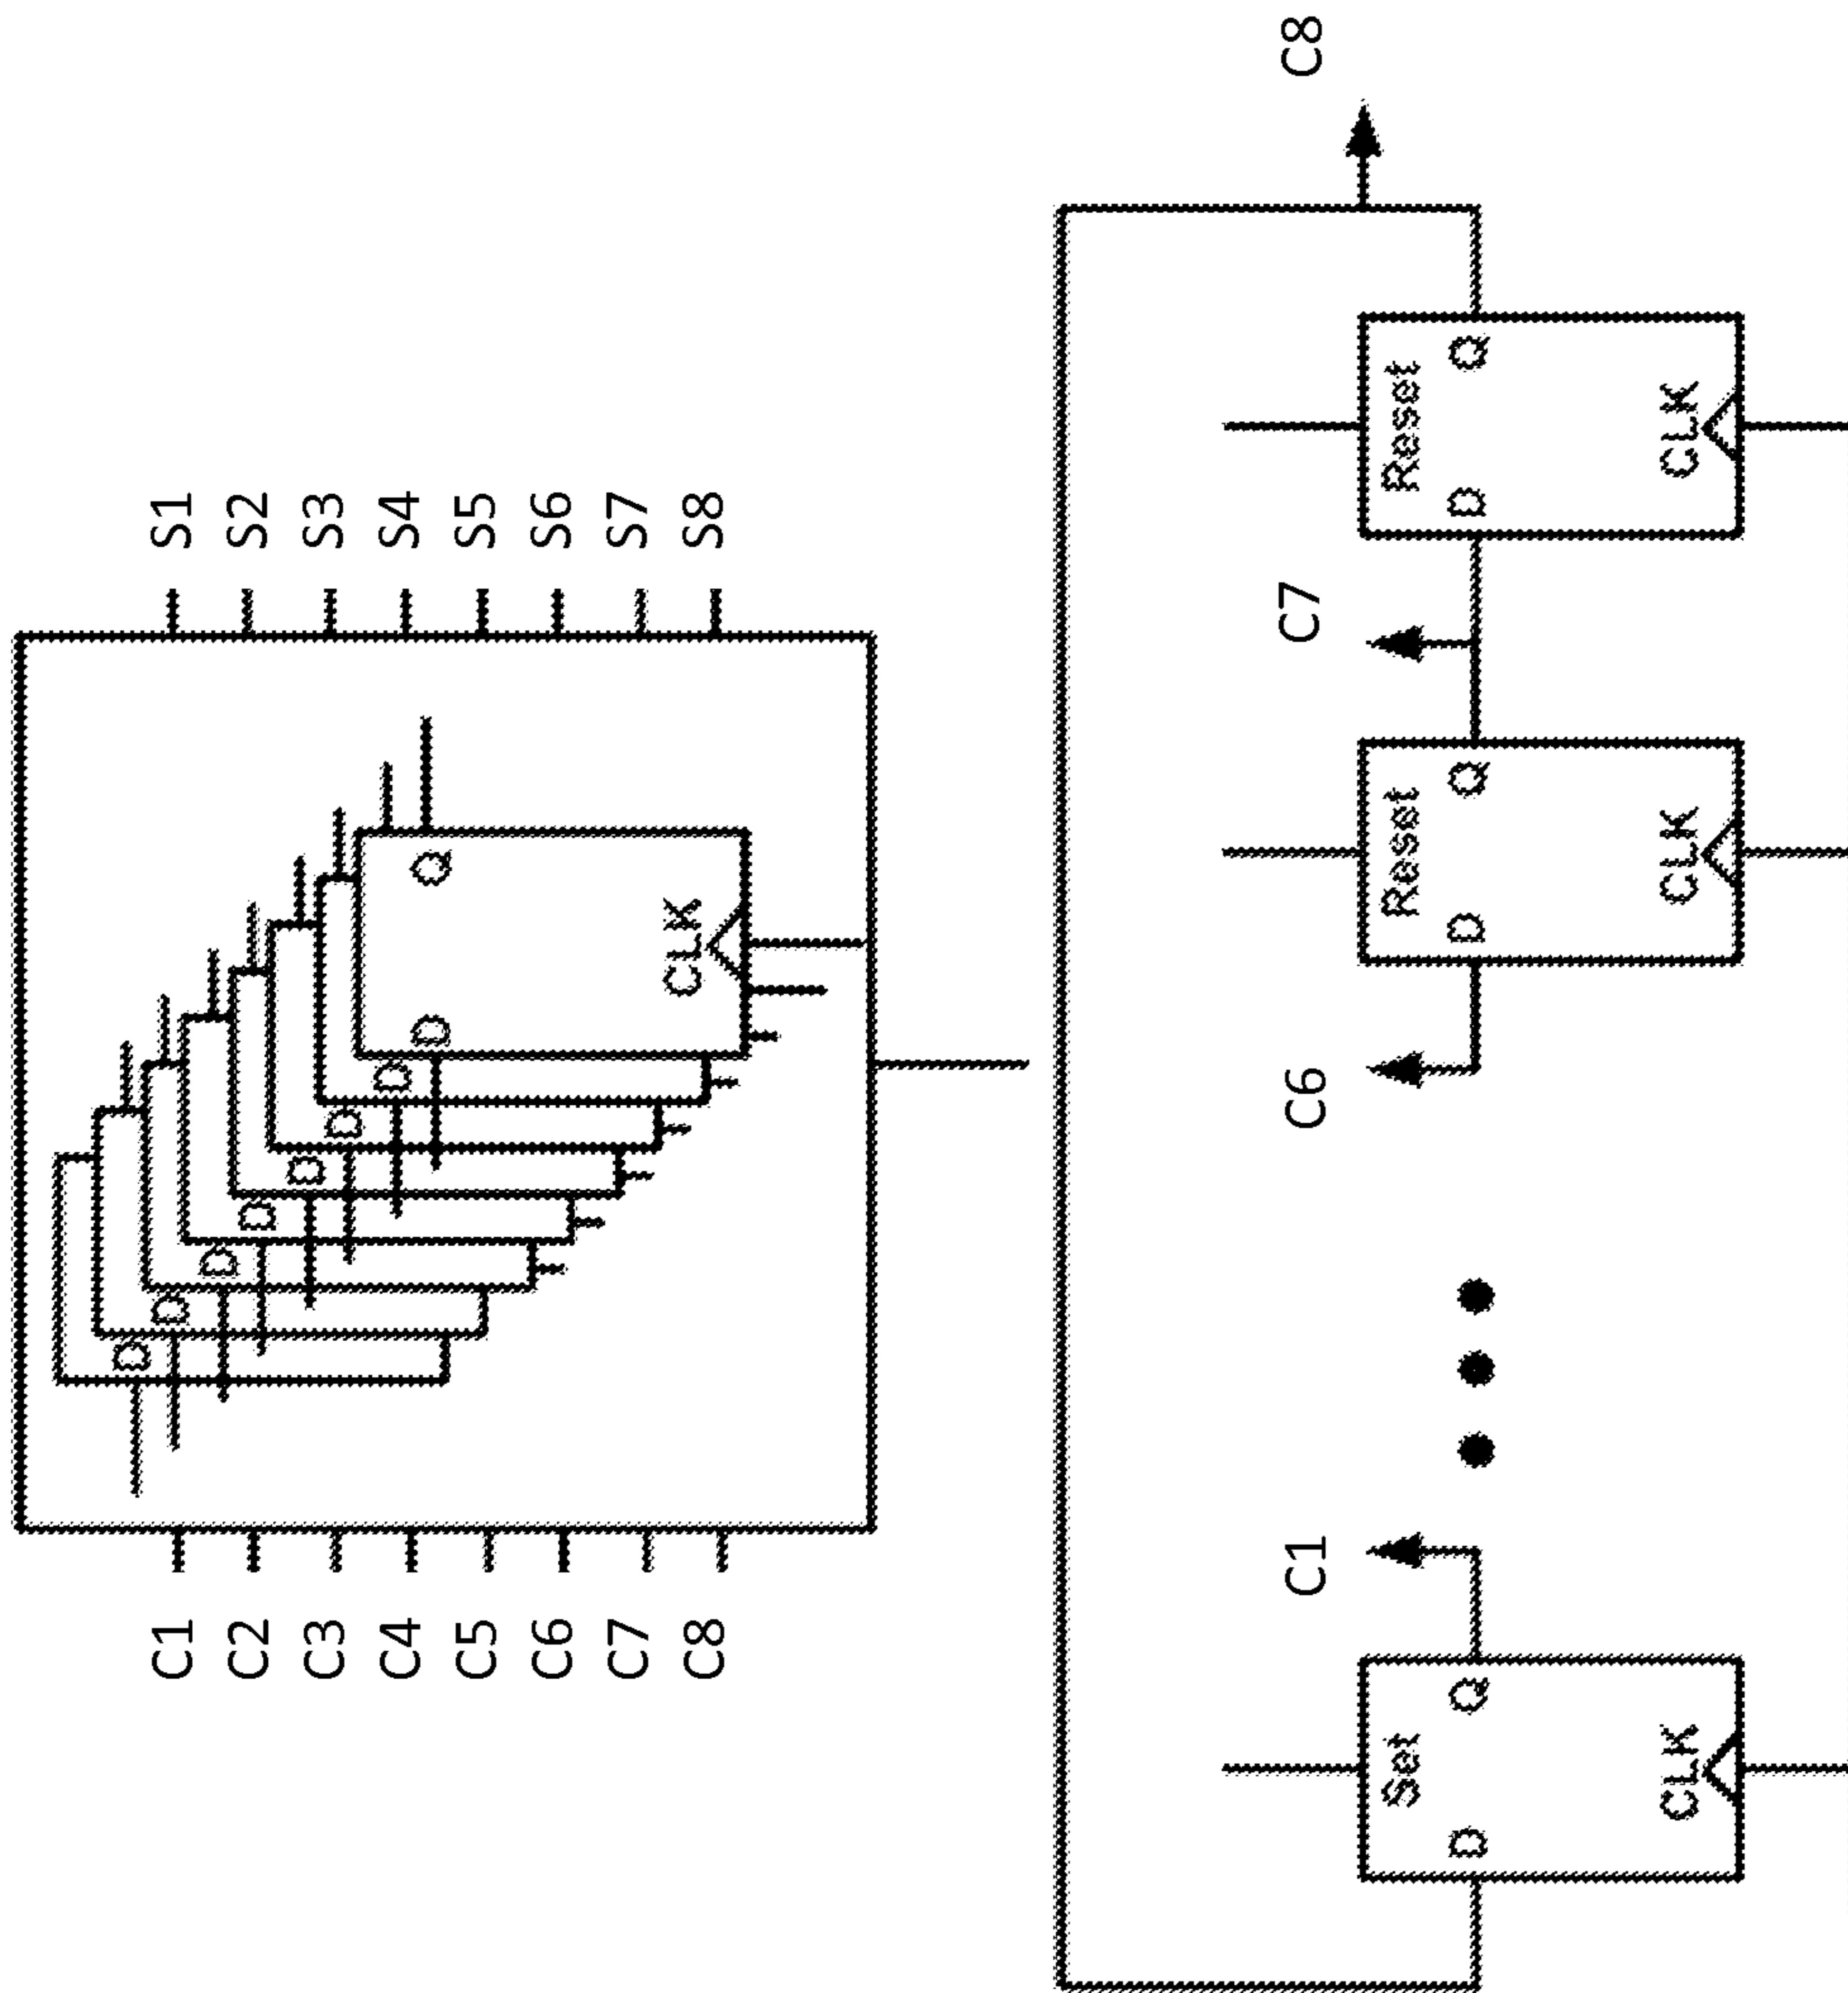 C1
C2
C3
C4
C5
C6
C7
C8
D
D
D
D
D
D
D
D Q
CLK
S1
S2
S3
S4
S5
S6
S7
S8
C1 C6 C7 C8
Set Reset Reset
D Q D Q D Q
CLK CLK CLK